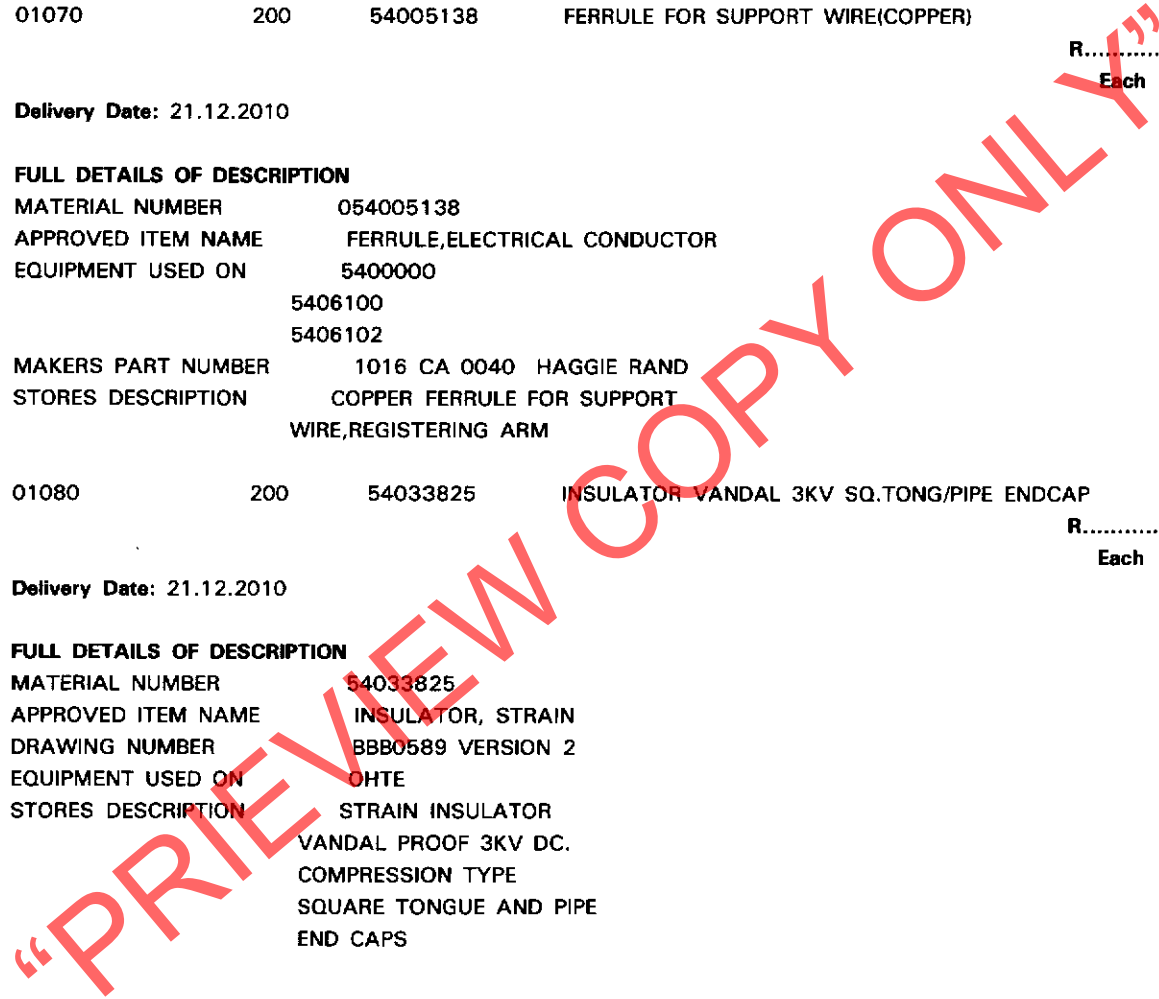 01070 200 54005138 FERRULE FOR SUPPORT WIRE(COPPER)
R...........
Each
Delivery Date: 21.12.2010
FULL DETAILS OF DESCRIPTION
MATERIAL NUMBER 054005138
APPROVED ITEM NAME FERRULE,ELECTRICAL CONDUCTOR
EQUIPMENT USED ON 5400000
5406100
5406102
MAKERS PART NUMBER 1016 CA 0040 HAGGIE RAND
STORES DESCRIPTION COPPER FERRULE FOR SUPPORT
WIRE,REGISTERING ARM
01080 200 54033825 INSULATOR VANDAL 3KV SQ.TONG/PIPE ENDCAP
R...........
Each
Delivery Date: 21.12.2010
FULL DETAILS OF DESCRIPTION
MATERIAL NUMBER 54033825
APPROVED ITEM NAME INSULATOR, STRAIN
DRAWING NUMBER BBB0589 VERSION 2
EQUIPMENT USED ON OHTE
STORES DESCRIPTION STRAIN INSULATOR
VANDAL PROOF 3KV DC.
COMPRESSION TYPE
SQUARE TONGUE AND PIPE
END CAPS
“PRIEVIEW COPY ONLY”